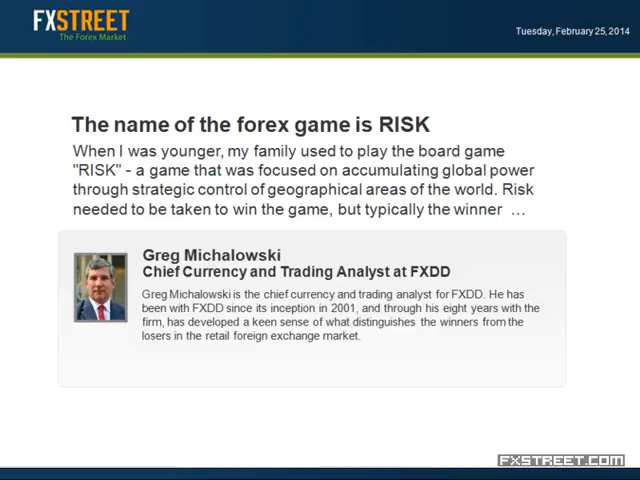 FXSTREET
The Forex Market
Tuesday, February 25, 2014
The name of the forex game is RISK
When I was younger, my family used to play the board game
"RISK" - a game that was focused on accumulating global power
through strategic control of geographical areas of the world. Risk
needed to be taken to win the game, but typically the winner ...
Greg Michalowski
Chief Currency and Trading Analyst at FXDD
Greg Michalowski is the chief currency and trading analyst for FXDD. He has
been with FXDD since its inception in 2001, and through his eight years with the
firm, has developed a keen sense of what distinguishes the winners from the
losers in the retail foreign exchange market.
FXSTREET.COM